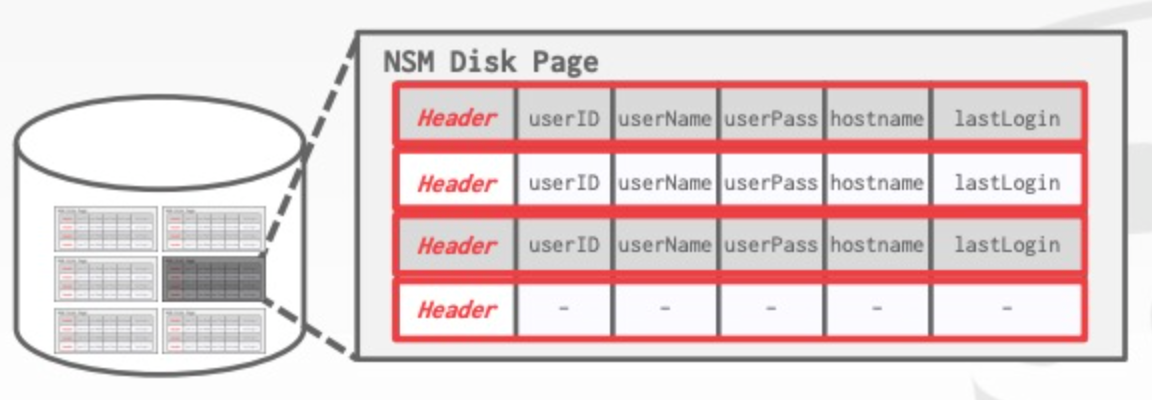 NSM Disk Page
Header userID userName userPass hostname lastLogin
Header userID userName userPass hostname lastLogin
Header userID userName userPass hostname lastLogin
Header - - - - -